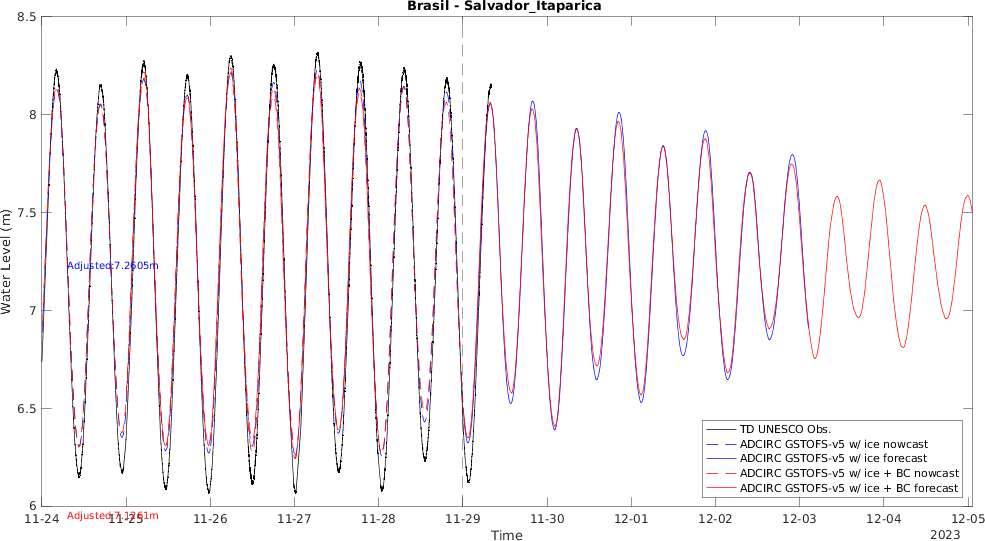 Brasil - Salvador_Itaparica
8.5
8
7.5
7
6.5
6
Water Level (m)
Adjusted:7.2605m
Adjusted:7.1261m
TD UNESCO Obs.
ADCIRC GSTOFS-v5 w/ ice nowcast
ADCIRC GSTOFS-v5 w/ ice forecast
ADCIRC GSTOFS-v5 w/ ice + BC nowcast
ADCIRC GSTOFS-v5 w/ ice + BC forecast
11-24 11-25 11-26 11-27 11-28 11-29 11-30 12-01 12-02 12-03 12-04 12-05
Time
2023